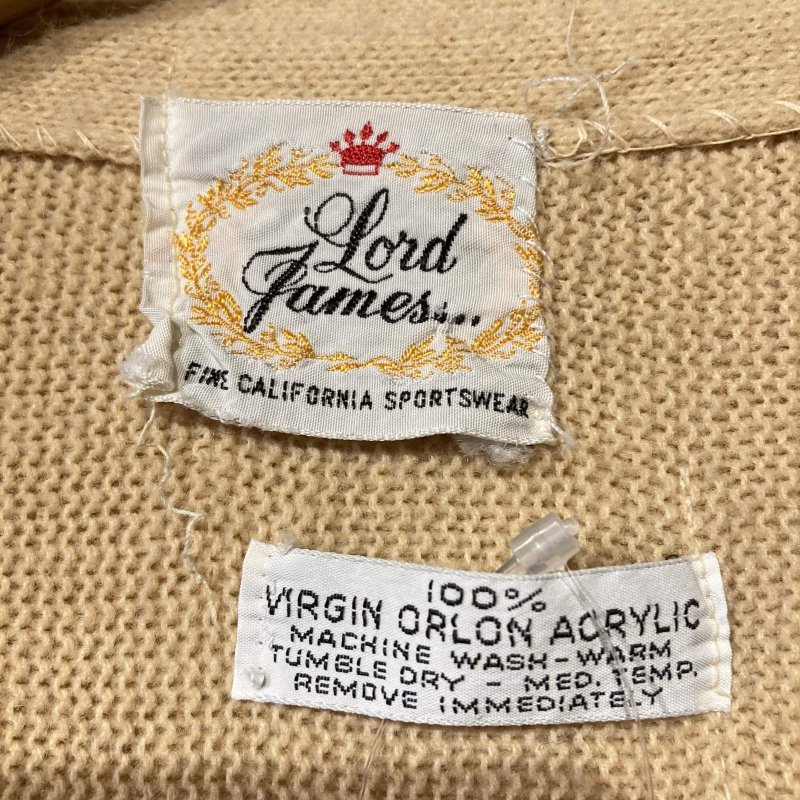 Lord
James...
FINE CALIFORNIA SPORTSWEAR
100%
VIRGIN ORLON ACRYLIC
MACHINE WASH-WARM
TUMBLE DRY - MED. TEMP.
REMOVE IMMEDIATELY